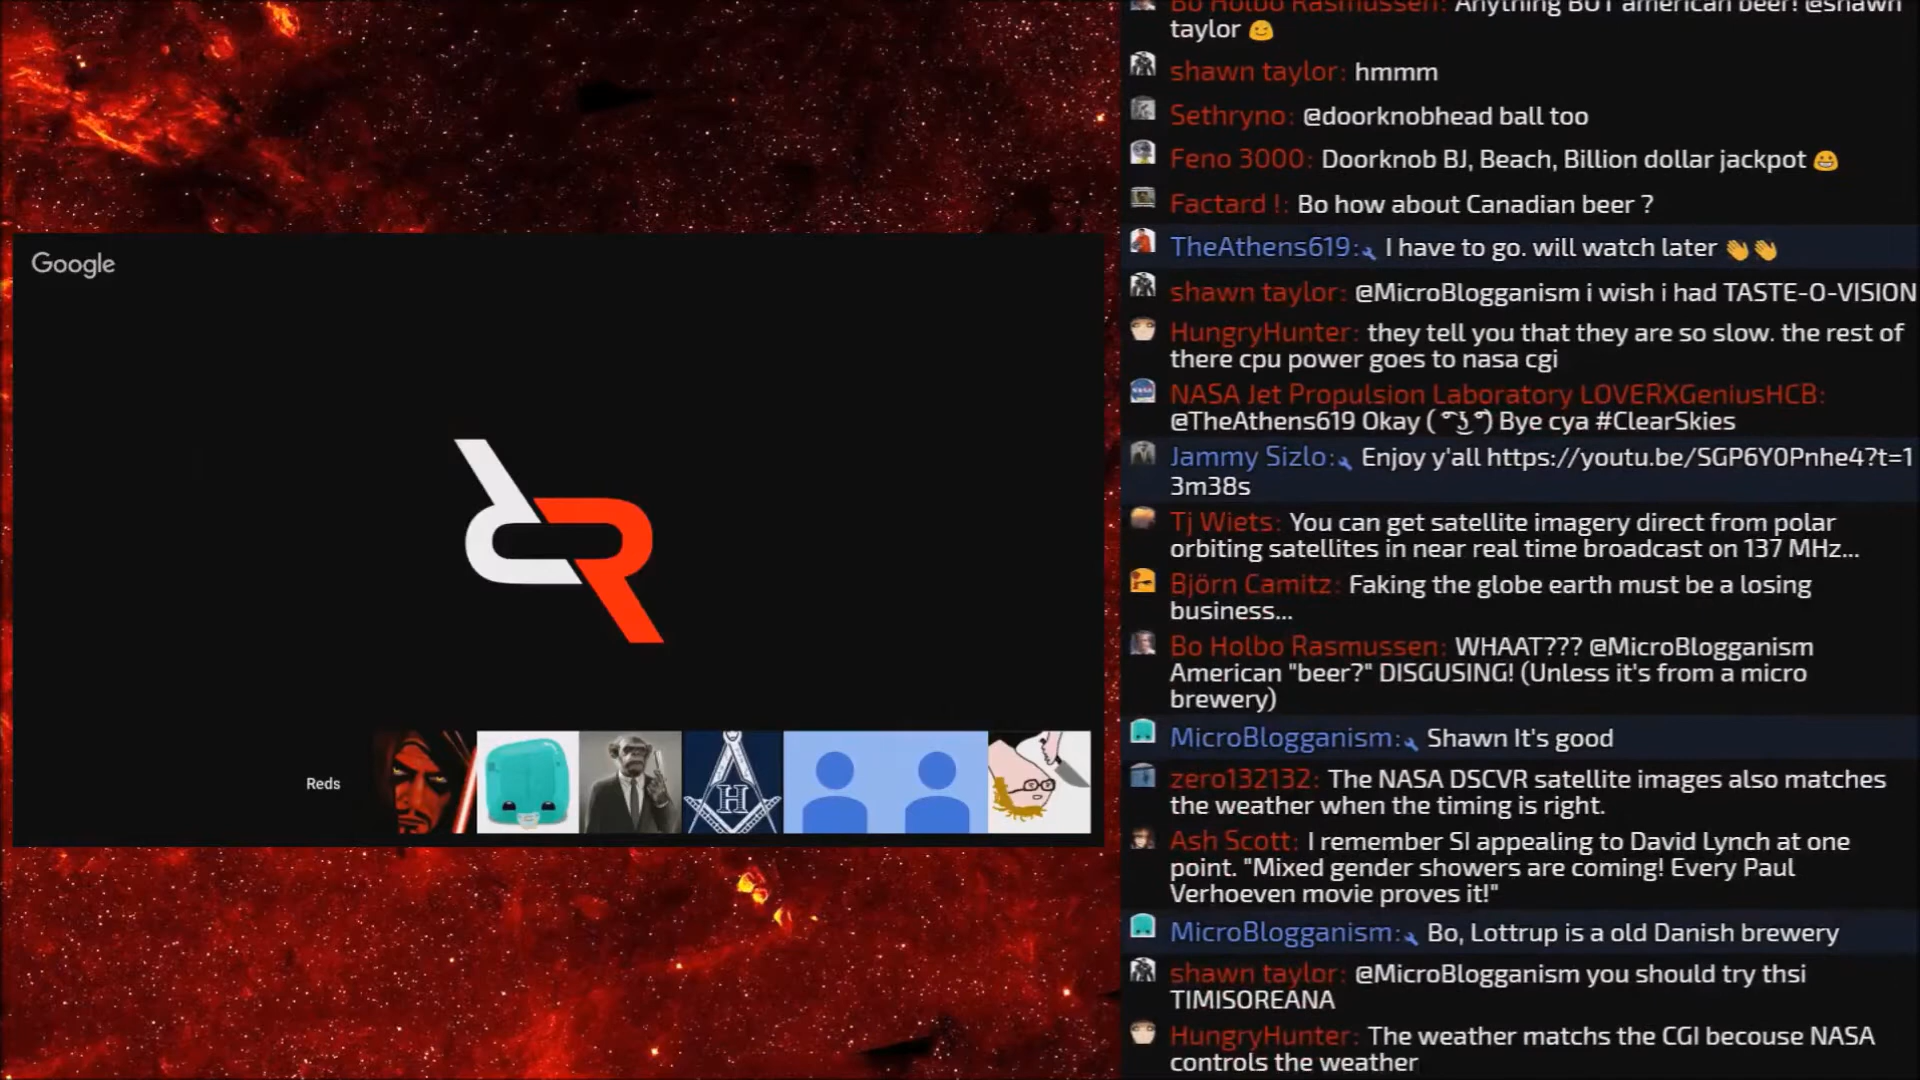 Bo Holbo Rasmussen: Anything BUT american beer! @shawn
taylor 😊
shawn taylor: hmmm
Sethryno: @doorknobhead ball too
Feno 3000: Doorknob BJ, Beach, Billion dollar jackpot 😀
Factard !: Bo how about Canadian beer ?
TheAthens619: I have to go. will watch later 👋👋
shawn taylor: @MicroBlogganism i wish i had TASTE-O-VISION
HungryHunter: they tell you that they are so slow. the rest of
there cpu power goes to nasa cgi
NASA Jet Propulsion Laboratory LOVERXGeniusHCB:
@TheAthens619 Okay ( ͡° ͜ʖ ͡°) Bye cya #ClearSkies
Jammy Sizlo: Enjoy y'all https://youtu.be/SGP6Y0Pnhe4?t=1
3m38s
Tj Wiets: You can get satellite imagery direct from polar
orbiting satellites in near real time broadcast on 137 MHz...
Björn Camitz: Faking the globe earth must be a losing
business...
Bo Holbo Rasmussen: WHAAT??? @MicroBlogganism
American "beer?" DISGUSING! (Unless it's from a micro
brewery)
MicroBlogganism: Shawn It's good
zero132132: The NASA DSCVR satellite images also matches
the weather when the timing is right.
Ash Scott: I remember SI appealing to David Lynch at one
point. "Mixed gender showers are coming! Every Paul
Verhoeven movie proves it!"
MicroBlogganism: Bo, Lottrup is a old Danish brewery
shawn taylor: @MicroBlogganism you should try thsi
TIMISOREANA
HungryHunter: The weather matchs the CGI becouse NASA
controls the weather
Google
RR
Reds
H